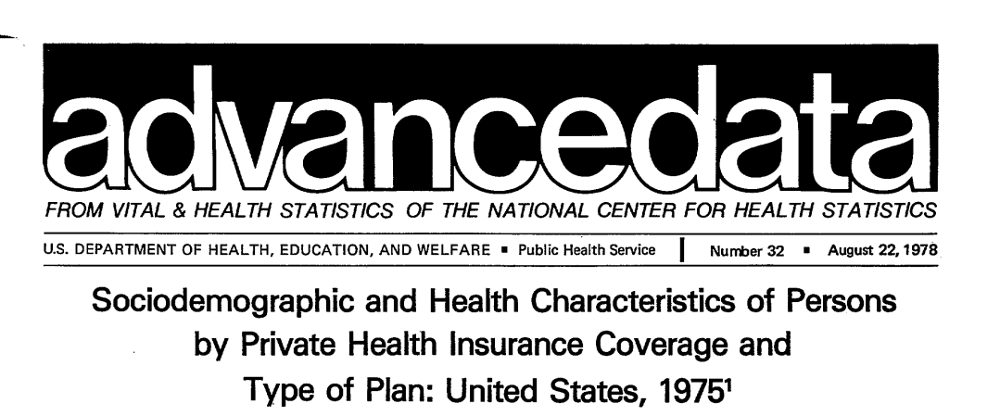 advancedata
FROM VITAL & HEALTH STATISTICS OF THE NATIONAL CENTER FOR HEALTH STATISTICS
U.S. DEPARTMENT OF HEALTH, EDUCATION, AND WELFARE ▪ Public Health Service | Number 32 ▪ August 22, 1978
Sociodemographic and Health Characteristics of Persons
by Private Health Insurance Coverage and
Type of Plan: United States, 1975¹